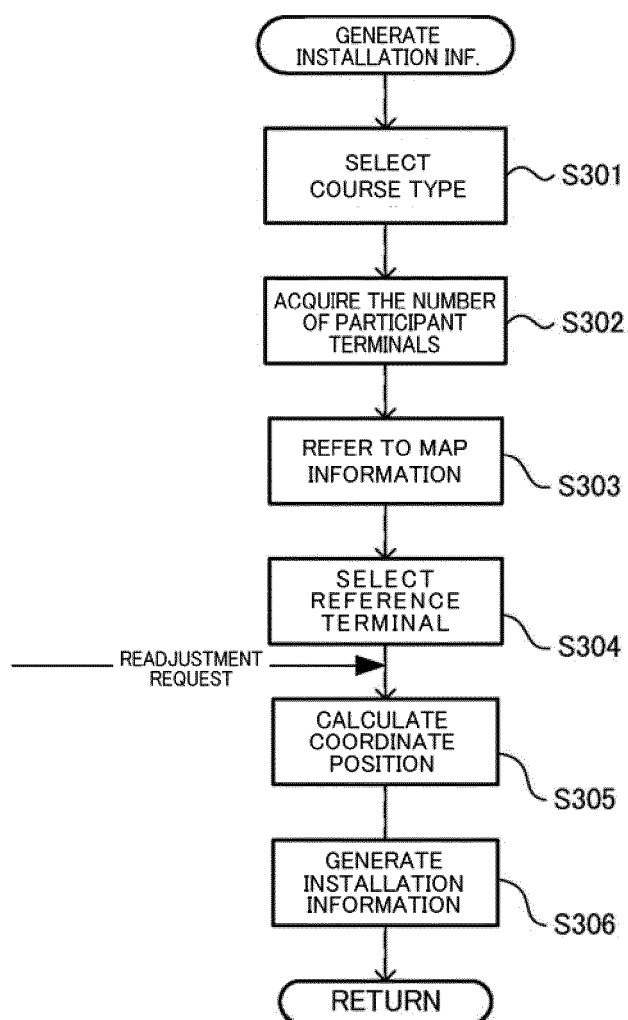 GENERATE
INSTALLATION INF.
SELECT
COURSE TYPE
S301
ACQUIRE THE NUMBER
OF PARTICIPANT
TERMINALS
S302
REFER TO MAP
INFORMATION
S303
SELECT
REFERENCE
TERMINAL
S304
READJUSTMENT
REQUEST
CALCULATE
COORDINATE
POSITION
S305
GENERATE
INSTALLATION
INFORMATION
S306
RETURN